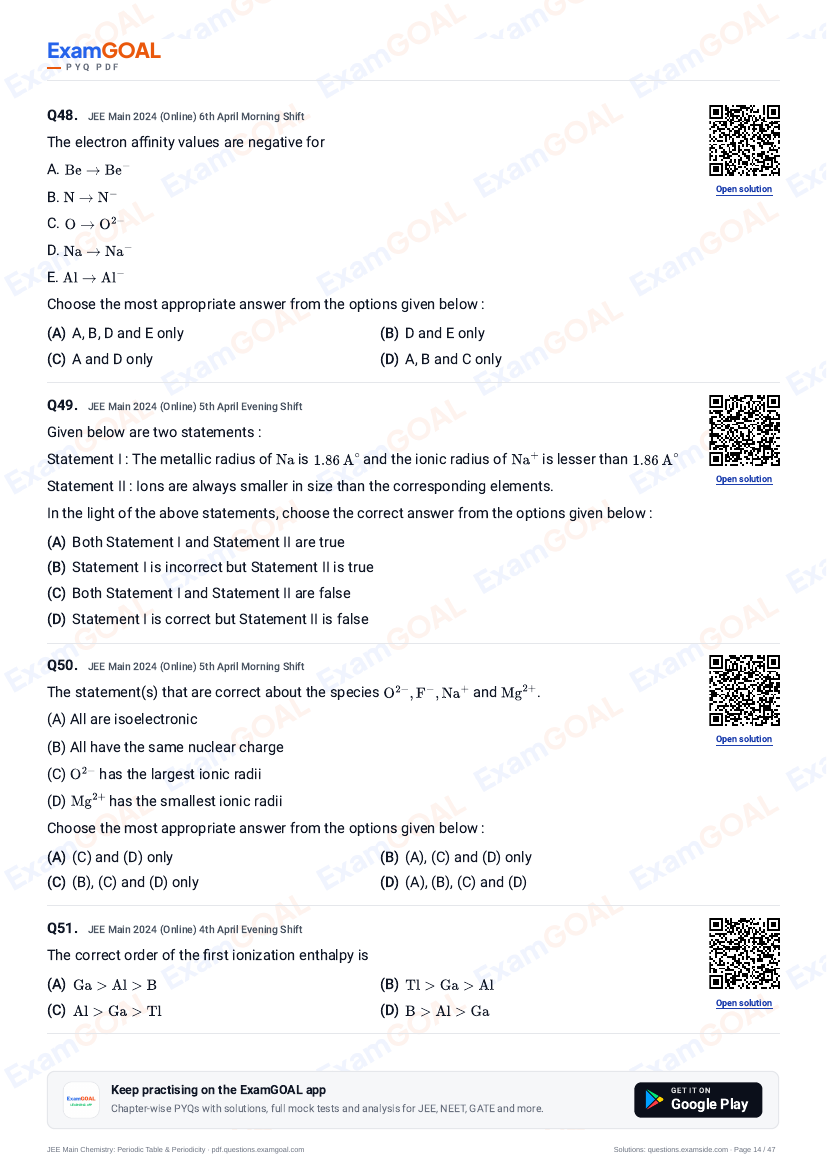 ExamGOAL
PYQ PDF
Q48. JEE Main 2024 (Online) 6th April Morning Shift
The electron affinity values are negative for
A. Be → Be⁻
B. N → N⁻
C. O → O²⁻
D. Na → Na⁻
E. Al → Al⁻
Choose the most appropriate answer from the options given below :
(A) A, B, D and E only
(B) D and E only
(C) A and D only
(D) A, B and C only
Open solution
Q49. JEE Main 2024 (Online) 5th April Evening Shift
Given below are two statements :
Statement I : The metallic radius of Na is 1.86 A° and the ionic radius of Na⁺ is lesser than 1.86 A°
Statement II : Ions are always smaller in size than the corresponding elements.
In the light of the above statements, choose the correct answer from the options given below :
(A) Both Statement I and Statement II are true
(B) Statement I is incorrect but Statement II is true
(C) Both Statement I and Statement II are false
(D) Statement I is correct but Statement II is false
Open solution
Q50. JEE Main 2024 (Online) 5th April Morning Shift
The statement(s) that are correct about the species O²⁻, F⁻, Na⁺ and Mg²⁺.
(A) All are isoelectronic
(B) All have the same nuclear charge
(C) O²⁻ has the largest ionic radii
(D) Mg²⁺ has the smallest ionic radii
Choose the most appropriate answer from the options given below :
(A) (C) and (D) only
(B) (A), (C) and (D) only
(C) (B), (C) and (D) only
(D) (A), (B), (C) and (D)
Open solution
Q51. JEE Main 2024 (Online) 4th April Evening Shift
The correct order of the first ionization enthalpy is
(A) Ga > Al > B
(B) Tl > Ga > Al
(C) Al > Ga > Tl
(D) B > Al > Ga
Open solution
ExamGOAL
Keep practising on the ExamGOAL app
Chapter-wise PYQs with solutions, full mock tests and analysis for JEE, NEET, GATE and more.
GET IT ON
Google Play
JEE Main Chemistry: Periodic Table & Periodicity · pdf.questions.examgoal.com
Solutions: questions.examside.com · Page 14 / 47